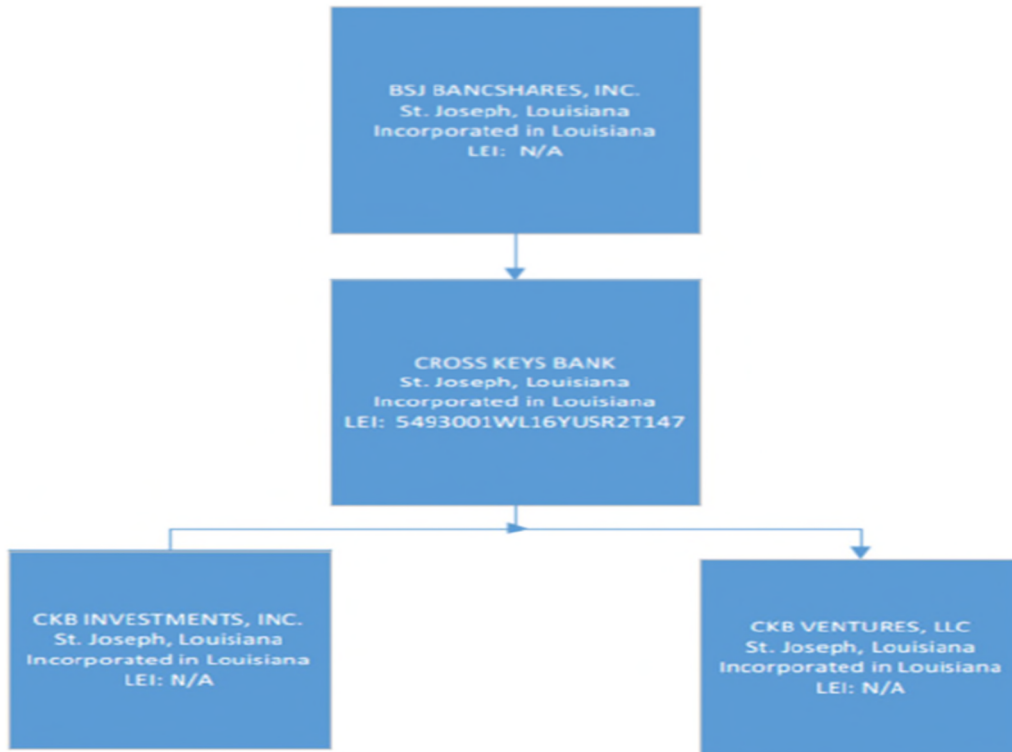 BSJ BANCSHARES, INC.
St. Joseph, Louisiana
Incorporated in Louisiana
LEI: N/A
CROSS KEYS BANK
St. Joseph, Louisiana
Incorporated in Louisiana
LEI: 5493001WL16YUSR2T147
CKB INVESTMENTS, INC.
St. Joseph, Louisiana
Incorporated in Louisiana
LEI: N/A
CKB VENTURES, LLC
St. Joseph, Louisiana
Incorporated in Louisiana
LEI: N/A